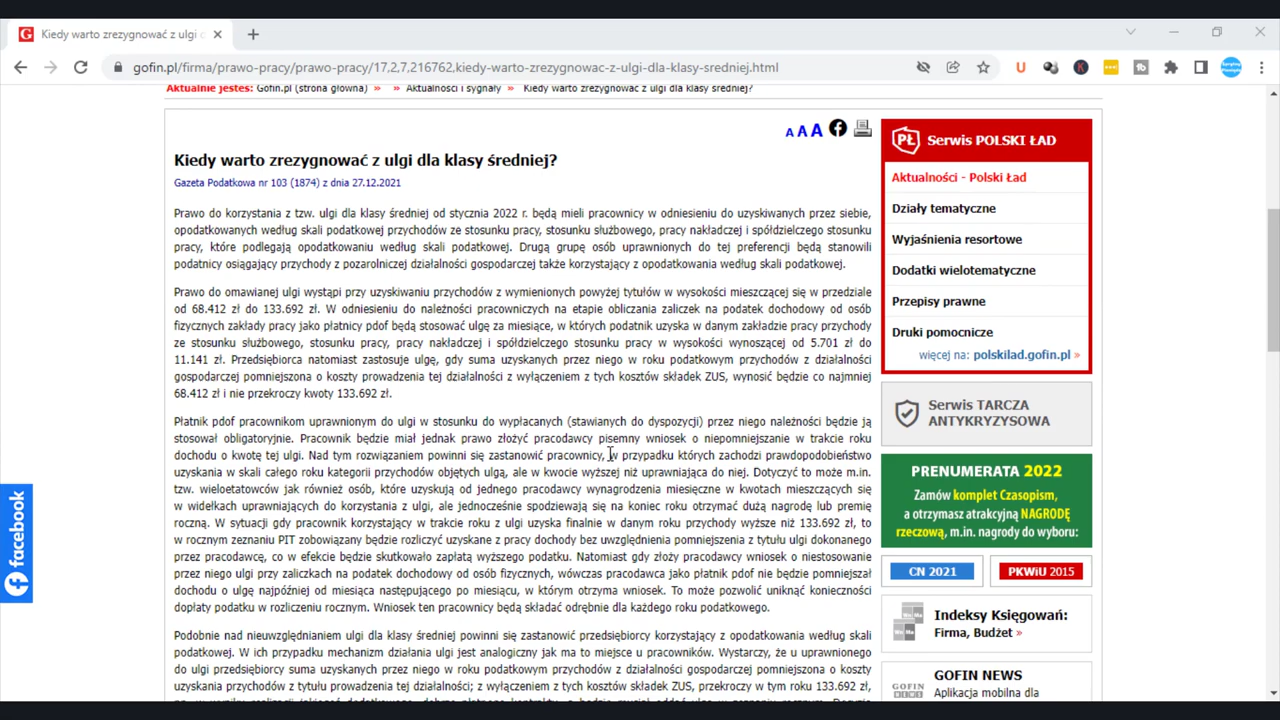 Kiedy warto zrezygnować z ulgi
gofin.pl/firma/prawo-pracy/prawo-pracy/17,2,7,216762,kiedy-warto-zrezygnowac-z-ulgi-dla-klasy-sredniej.html
Aktualnie jesteś: Gofin.pl (strona główna) » » Aktualności i sygnały » Kiedy warto zrezygnować z ulgi dla klasy średniej?
A A A
Kiedy warto zrezygnować z ulgi dla klasy średniej?
Gazeta Podatkowa nr 103 (1874) z dnia 27.12.2021
Prawo do korzystania z tzw. ulgi dla klasy średniej od stycznia 2022 r. będą mieli pracownicy w odniesieniu do uzyskiwanych przez siebie,
opodatkowanych według skali podatkowej przychodów ze stosunku pracy, stosunku służbowego, pracy nakładczej i spółdzielczego stosunku
pracy, które podlegają opodatkowaniu według skali podatkowej. Drugą grupę osób uprawnionych do tej preferencji będą stanowili
podatnicy osiągający przychody z pozarolniczej działalności gospodarczej także korzystający z opodatkowania według skali podatkowej.
Prawo do omawianej ulgi wystąpi przy uzyskiwaniu przychodów z wymienionych powyżej tytułów w wysokości mieszczącej się w przedziale
od 68.412 zł do 133.692 zł. W odniesieniu do należności pracowniczych na etapie obliczania zaliczek na podatek dochodowy od osób
fizycznych zakłady pracy jako płatnicy pdof będą stosować ulgę za miesiące, w których podatnik uzyska w danym zakładzie pracy przychody
ze stosunku służbowego, stosunku pracy, pracy nakładczej i spółdzielczego stosunku pracy w wysokości wynoszącej od 5.701 zł do
11.141 zł. Przedsiębiorca natomiast zastosuje ulgę, gdy suma uzyskanych przez niego w roku podatkowym przychodów z działalności
gospodarczej pomniejszona o koszty prowadzenia tej działalności z wyłączeniem z tych kosztów składek ZUS, wynosić będzie co najmniej
68.412 zł i nie przekroczy kwoty 133.692 zł.
Płatnik pdof pracownikom uprawnionym do ulgi w stosunku do wypłacanych (stawianych do dyspozycji) przez niego należności będzie ją
stosował obligatoryjnie. Pracownik będzie miał jednak prawo złożyć pracodawcy pisemny wniosek o niepomniejszanie w trakcie roku
dochodu o kwotę tej ulgi. Nad tym rozwiązaniem powinni się zastanowić pracownicy, w przypadku których zachodzi prawdopodobieństwo
uzyskania w skali całego roku kategorii przychodów objętych ulgą, ale w kwocie wyższej niż uprawniająca do niej. Dotyczyć to może m.in.
tzw. wieloetatowców jak również osób, które uzyskują od jednego pracodawcy wynagrodzenia miesięczne w kwotach mieszczących się
w widełkach uprawniających do korzystania z ulgi, ale jednocześnie spodziewają się na koniec roku otrzymać dużą nagrodę lub premię
roczną. W sytuacji gdy pracownik korzystający w trakcie roku z ulgi uzyska finalnie w danym roku przychody wyższe niż 133.692 zł, to
w rocznym zeznaniu PIT zobowiązany będzie rozliczyć uzyskane z pracy dochody bez uwzględnienia pomniejszenia z tytułu ulgi dokonanego
przez pracodawcę, co w efekcie będzie skutkowało zapłatą wyższego podatku. Natomiast gdy złoży pracodawcy wniosek o niestosowanie
przez niego ulgi przy zaliczkach na podatek dochodowy od osób fizycznych, wówczas pracodawca jako płatnik pdof nie będzie pomniejszał
dochodu o ulgę najpóźniej od miesiąca następującego po miesiącu, w którym otrzyma wniosek. To może pozwolić uniknąć konieczności
dopłaty podatku w rozliczeniu rocznym. Wniosek ten pracownicy będą składać odrębnie dla każdego roku podatkowego.
Podobnie nad nieuwzględnianiem ulgi dla klasy średniej powinni się zastanowić przedsiębiorcy korzystający z opodatkowania według skali
podatkowej. W ich przypadku mechanizm działania ulgi jest analogiczny jak ma to miejsce u pracowników. Wystarczy, że u uprawnionego
do ulgi przedsiębiorcy suma uzyskanych przez niego w roku podatkowym przychodów z działalności gospodarczej pomniejszona o koszty
uzyskania przychodów z tytułu prowadzenia tej działalności; z wyłączeniem z tych kosztów składek ZUS, przekroczy w tym roku 133.692 zł,
PŁ Serwis POLSKI ŁAD
Aktualności - Polski Ład
Działy tematyczne
Wyjaśnienia resortowe
Dodatki wielotematyczne
Przepisy prawne
Druki pomocnicze
więcej na: polskilad.gofin.pl »
Serwis TARCZA
ANTYKRYZYSOWA
PRENUMERATA 2022
Zamów komplet Czasopism,
a otrzymasz atrakcyjną NAGRODĘ
rzeczową, m.in. nagrody do wyboru:
CN 2021
PKWiU 2015
Indeksy Księgowań:
Firma, Budżet »
GOFIN NEWS
Aplikacja mobilna dla
GOFIN
NEWS
facebook